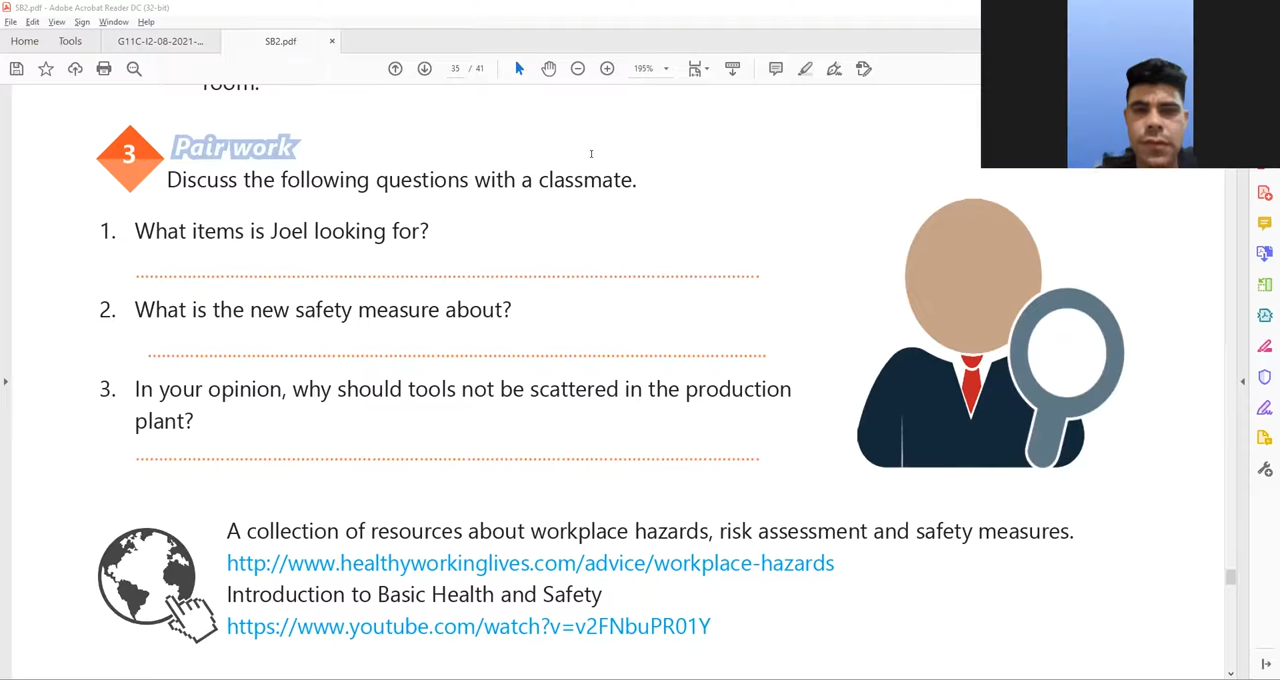 SB2.pdf - Adobe Acrobat Reader DC (32-bit)
File Edit View Sign Window Help
Home Tools G11C-I2-08-2021-... SB2.pdf ×
35 / 41 195%
room.
3 Pair work
Discuss the following questions with a classmate.
1. What items is Joel looking for?
2. What is the new safety measure about?
3. In your opinion, why should tools not be scattered in the production
plant?
A collection of resources about workplace hazards, risk assessment and safety measures.
http://www.healthyworkinglives.com/advice/workplace-hazards
Introduction to Basic Health and Safety
https://www.youtube.com/watch?v=v2FNbuPR01Y